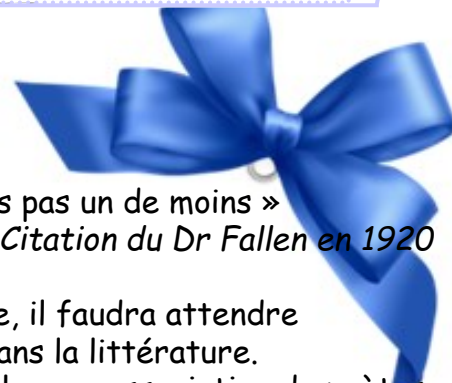 s pas un de moins »
Citation du Dr Fallen en 1920
e, il faudra attendre
ans la littérature.